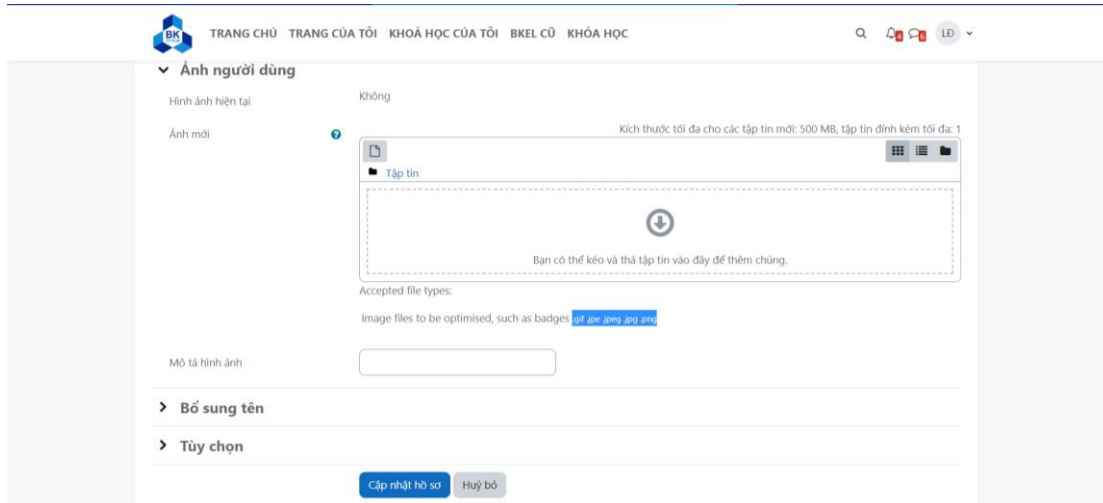 BK
TRANG CHỦ TRANG CỦA TÔI KHOÁ HỌC CỦA TÔI BKEL CŨ KHÓA HỌC
4 6 LĐ
Ảnh người dùng
Hình ảnh hiện tại Không
Ảnh mới Kích thước tối đa cho các tập tin mới: 500 MB, tập tin đính kèm tối đa: 1
Tập tin
Bạn có thể kéo và thả tập tin vào đây để thêm chúng.
Accepted file types:
Image files to be optimised, such as badges .gif .jpe .jpeg .jpg .png
Mô tả hình ảnh
Bổ sung tên
Tùy chọn
Cập nhật hồ sơ Huỷ bỏ